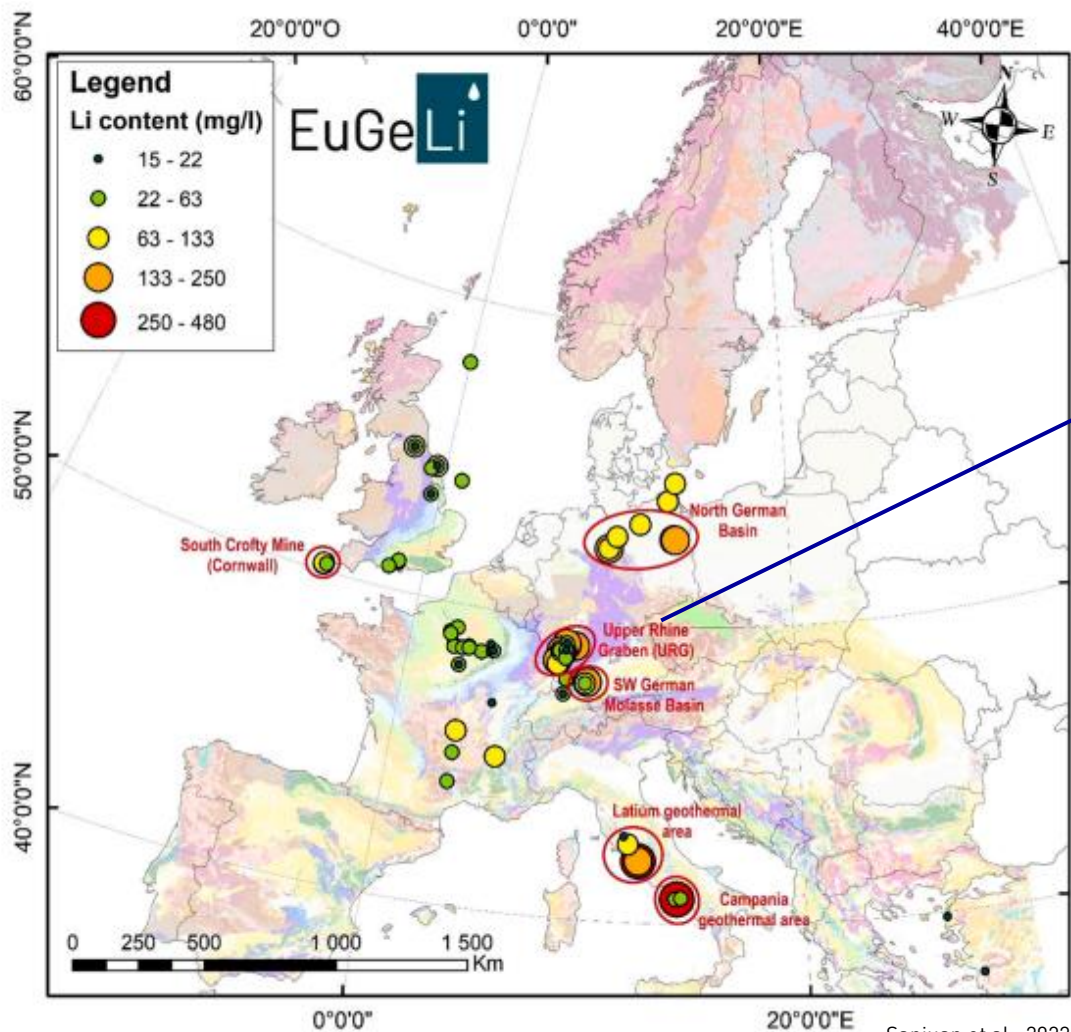 20°0'0"O
0°0'0"
20°0'0"E
40°0'0"E
60°0'0"N
50°0'0"N
40°0'0"N
Legend
Li content (mg/l)
15 - 22
22 - 63
63 - 133
133 - 250
250 - 480
EuGeLi
N
W
E
S
North German
Basin
South Crofty Mine
(Cornwall)
Upper Rhine
Graben (URG)
SW German
Molasse Basin
Latium geothermal
area
Campania
geothermal area
0 250 500 1 000 1 500
Km
0°0'0"
20°0'0"E